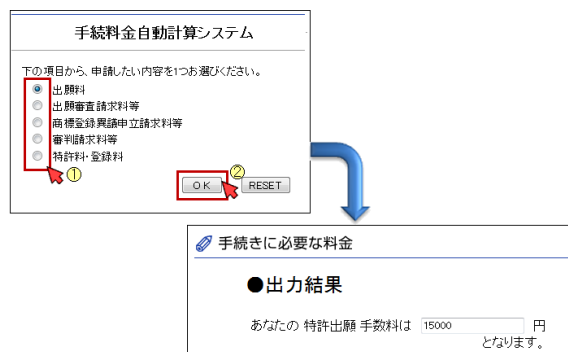 手続料金自動計算システム
下の項目から、申請したい内容を1つお選びください。
出願料
出願審査請求料等
商標登録異議申立請求料等
審判請求料等
特許料・登録料
①
②
OK RESET
手続きに必要な料金
●出力結果
あなたの 特許出願 手数料は 15000 円
となります。